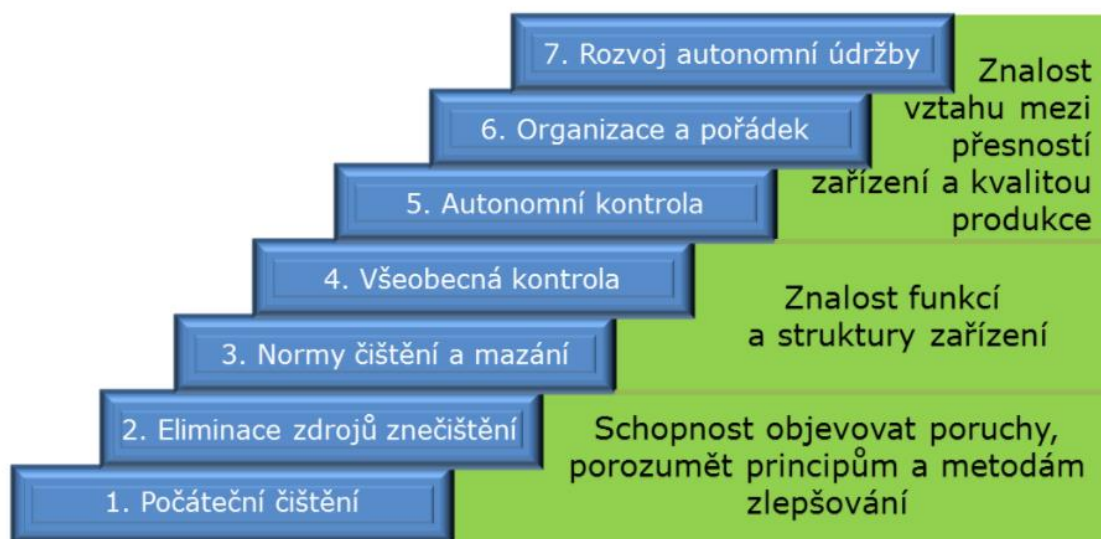 7. Rozvoj autonomní údržby
6. Organizace a pořádek
5. Autonomní kontrola
4. Všeobecná kontrola
3. Normy čištění a mazání
2. Eliminace zdrojů znečištění
1. Počáteční čištění
Znalost
vztahu mezi
přesností
zařízení a kvalitou
produkce
Znalost funkcí
a struktury zařízení
Schopnost objevovat poruchy,
porozumět principům a metodám
zlepšování